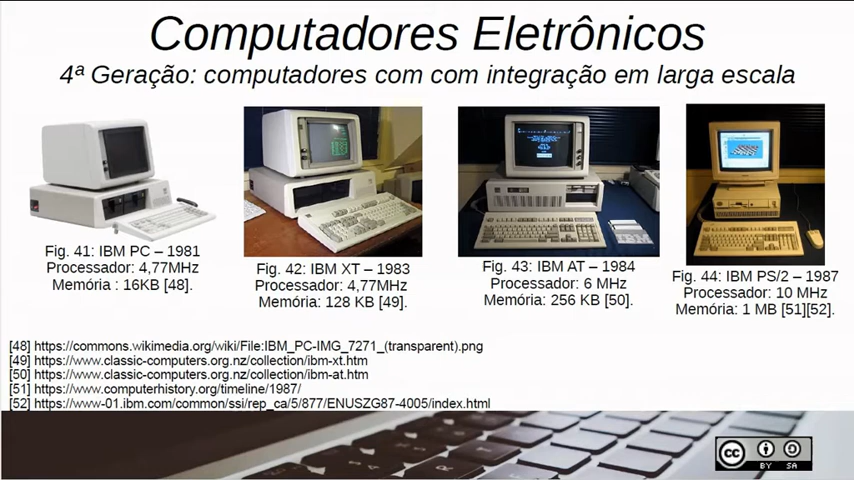 Computadores Eletrônicos
4ª Geração: computadores com com integração em larga escala
Fig. 41: IBM PC – 1981
Processador: 4,77MHz
Memória : 16KB [48].
Fig. 42: IBM XT – 1983
Processador: 4,77MHz
Memória: 128 KB [49].
Fig. 43: IBM AT – 1984
Processador: 6 MHz
Memória: 256 KB [50].
Fig. 44: IBM PS/2 – 1987
Processador: 10 MHz
Memória: 1 MB [51][52].
[48] https://commons.wikimedia.org/wiki/File:IBM_PC-IMG_7271_(transparent).png
[49] https://www.classic-computers.org.nz/collection/ibm-xt.htm
[50] https://www.classic-computers.org.nz/collection/ibm-at.htm
[51] https://www.computerhistory.org/timeline/1987/
[52] https://www-01.ibm.com/common/ssi/rep_ca/5/877/ENUSZG87-4005/index.html
cc
BY SA